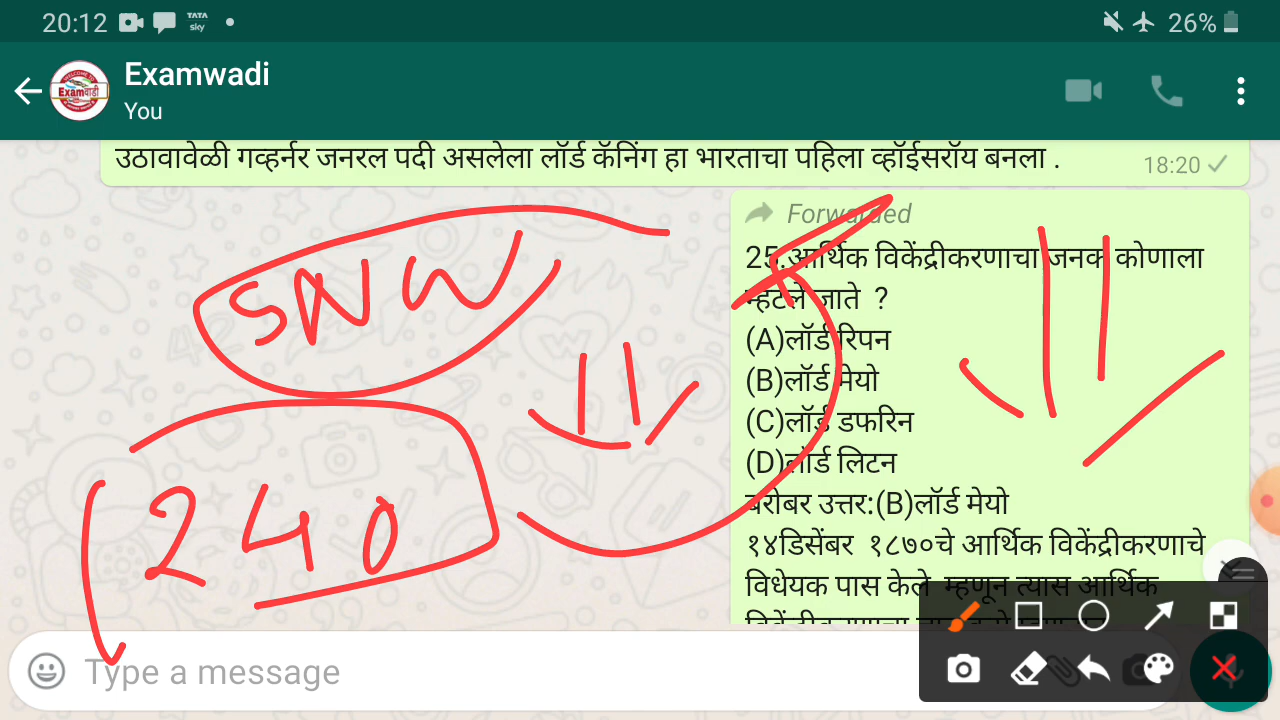 20:12 TATA sky 26%
Examwadi
You
उठावावेळी गव्हर्नर जनरल पदी असलेला लॉर्ड कॅनिंग हा भारताचा पहिला व्हॉईसरॉय बनला .
18:20
Forwarded
25.आर्थिक विकेंद्रीकरणाचा जनक कोणाला
म्हटले जाते ?
(A)लॉर्ड रिपन
(B)लॉर्ड मेयो
(C)लॉर्ड डफरिन
(D)लॉर्ड लिटन
बरोबर उत्तर:(B)लॉर्ड मेयो
१४डिसेंबर १८७०चे आर्थिक विकेंद्रीकरणाचे
विधेयक पास केले म्हणून त्यास आर्थिक
SNW
240
Type a message